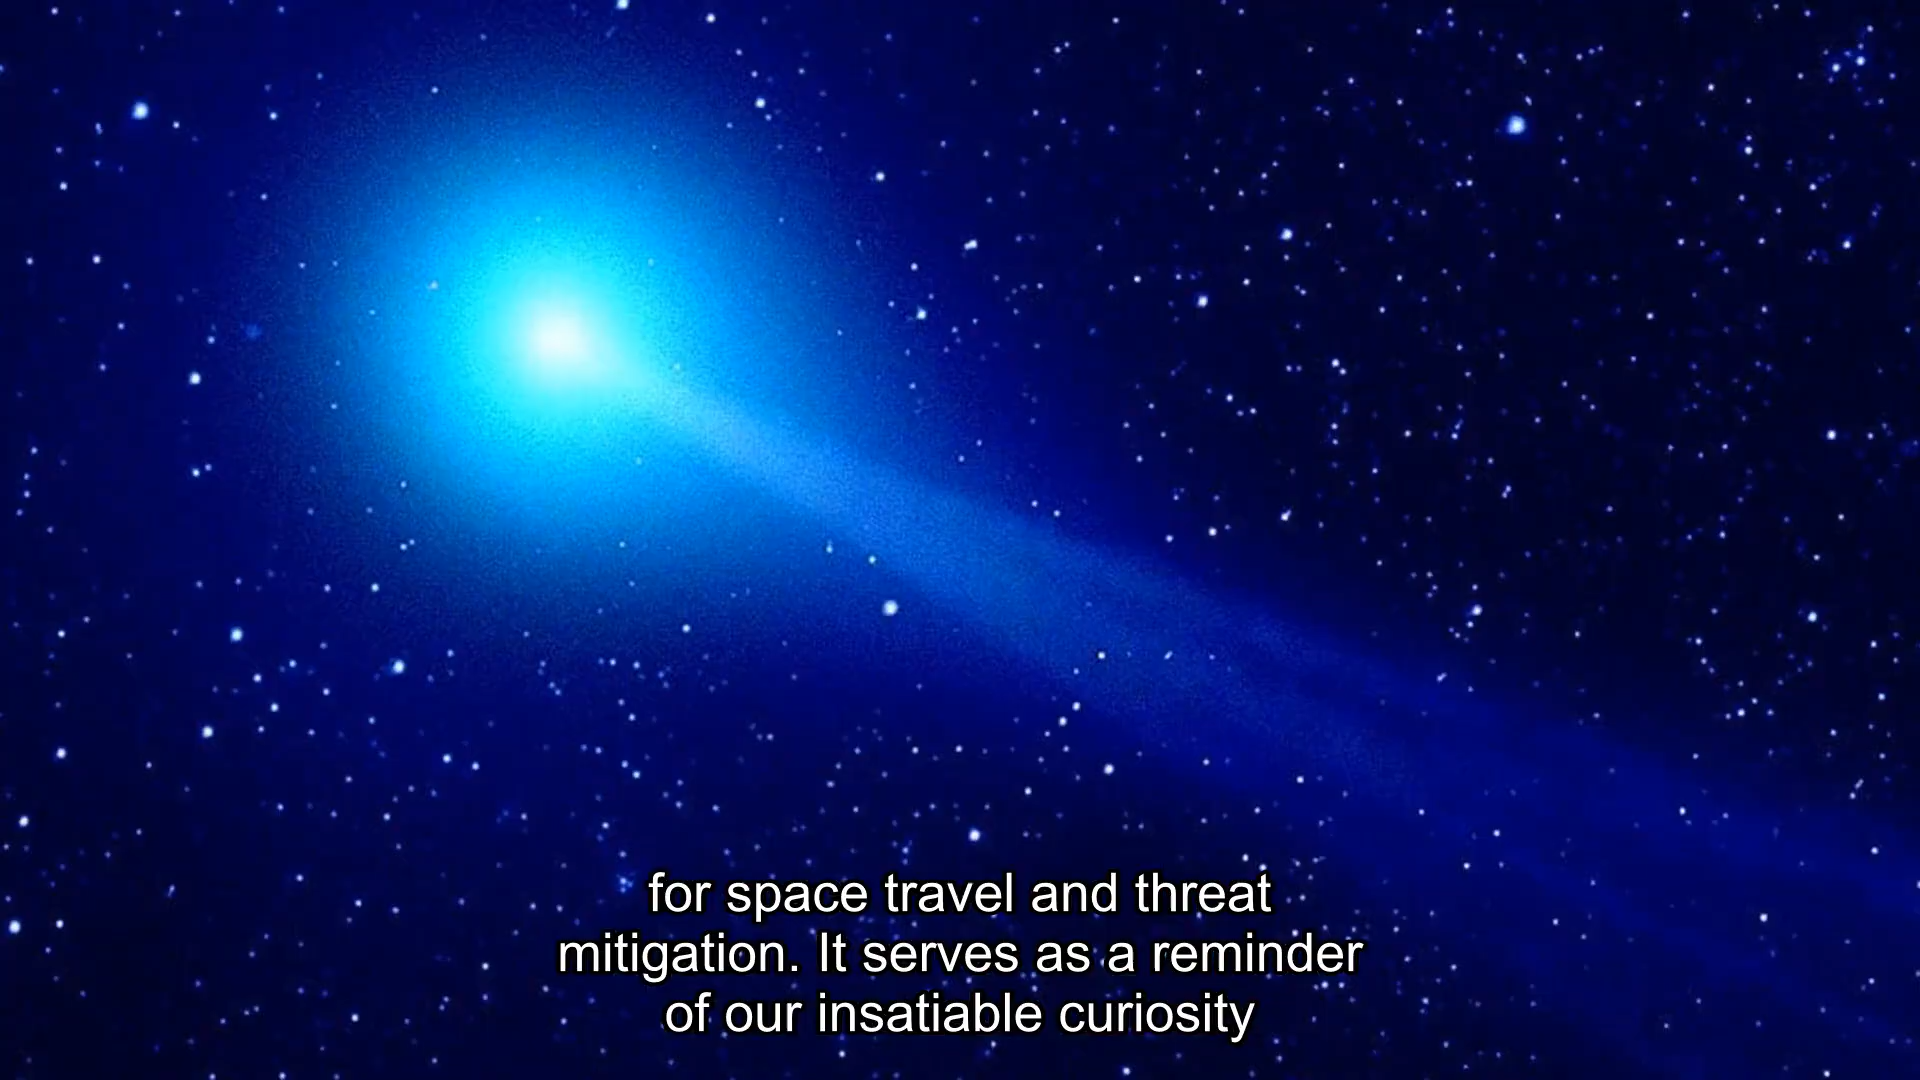 for space travel and threat
mitigation. It serves as a reminder
of our insatiable curiosity